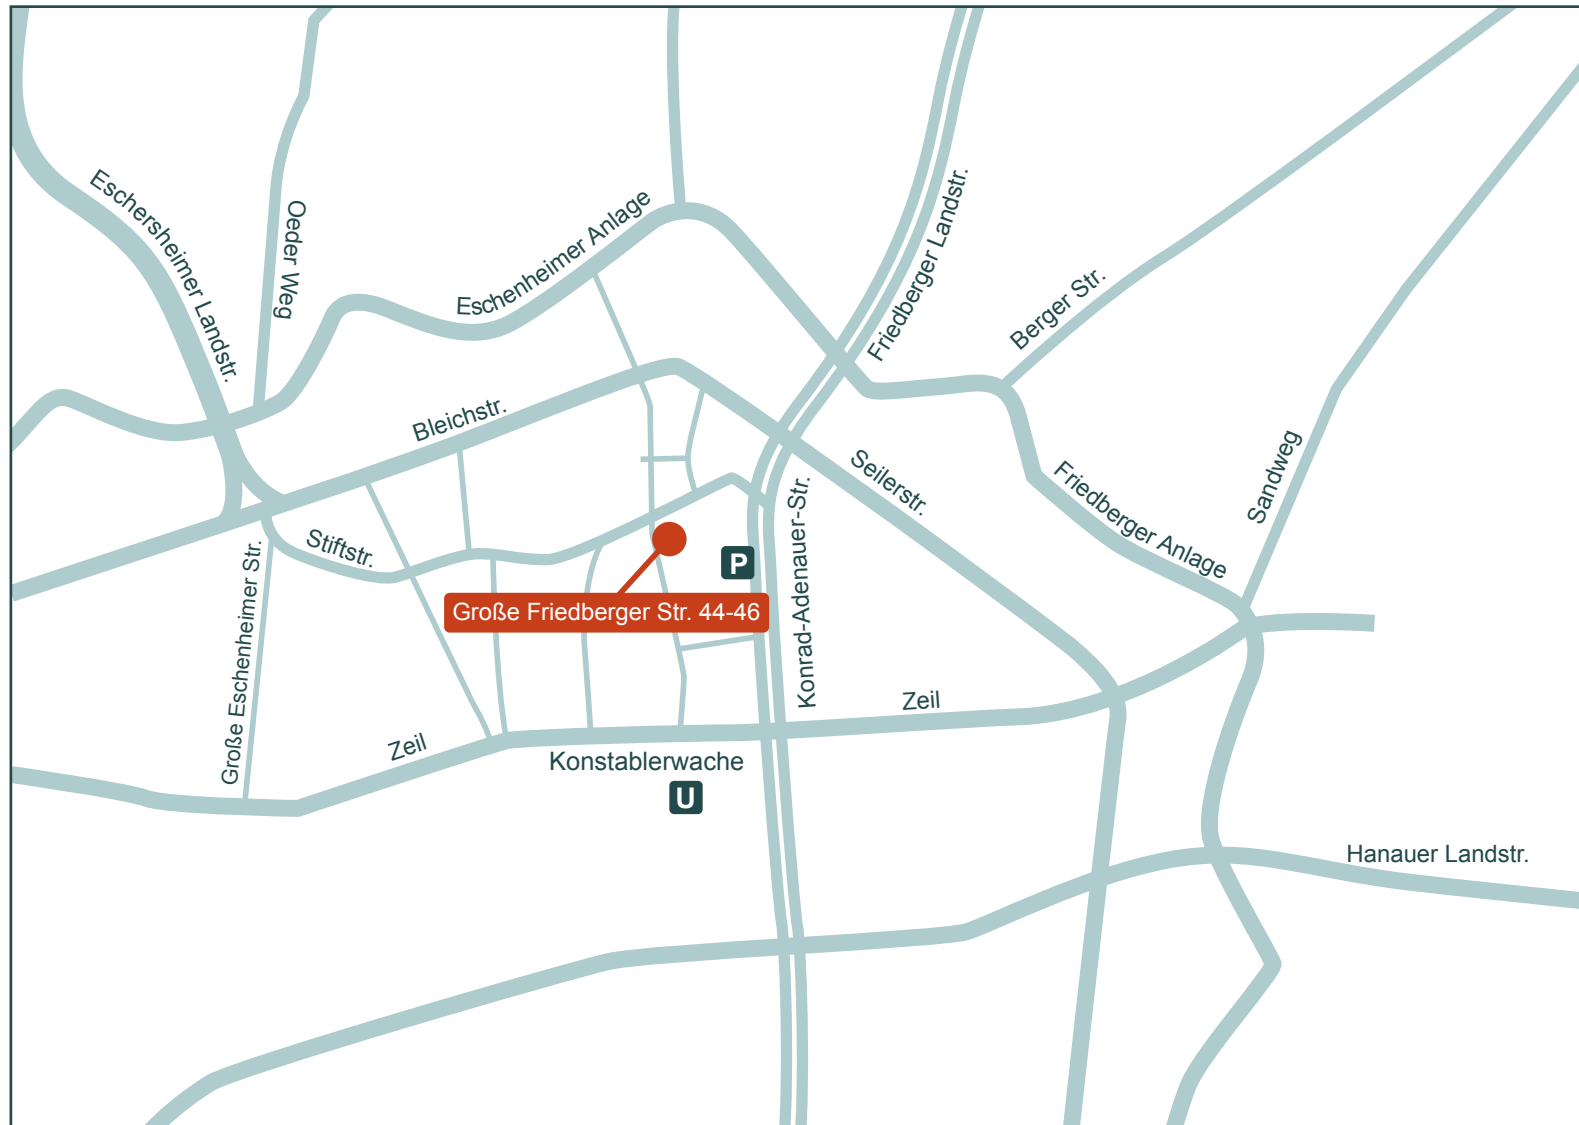 Eschersheimer Landstr.
Oeder Weg
Eschenheimer Anlage
Friedberger Landstr.
Berger Str.
Bleichstr.
Seilerstr.
Friedberger Anlage
Sandweg
Stiftstr.
Konrad-Adenauer-Str.
P
Große Friedberger Str. 44-46
Große Eschenheimer Str.
Zeil
Zeil
Konstablerwache
U
Hanauer Landstr.